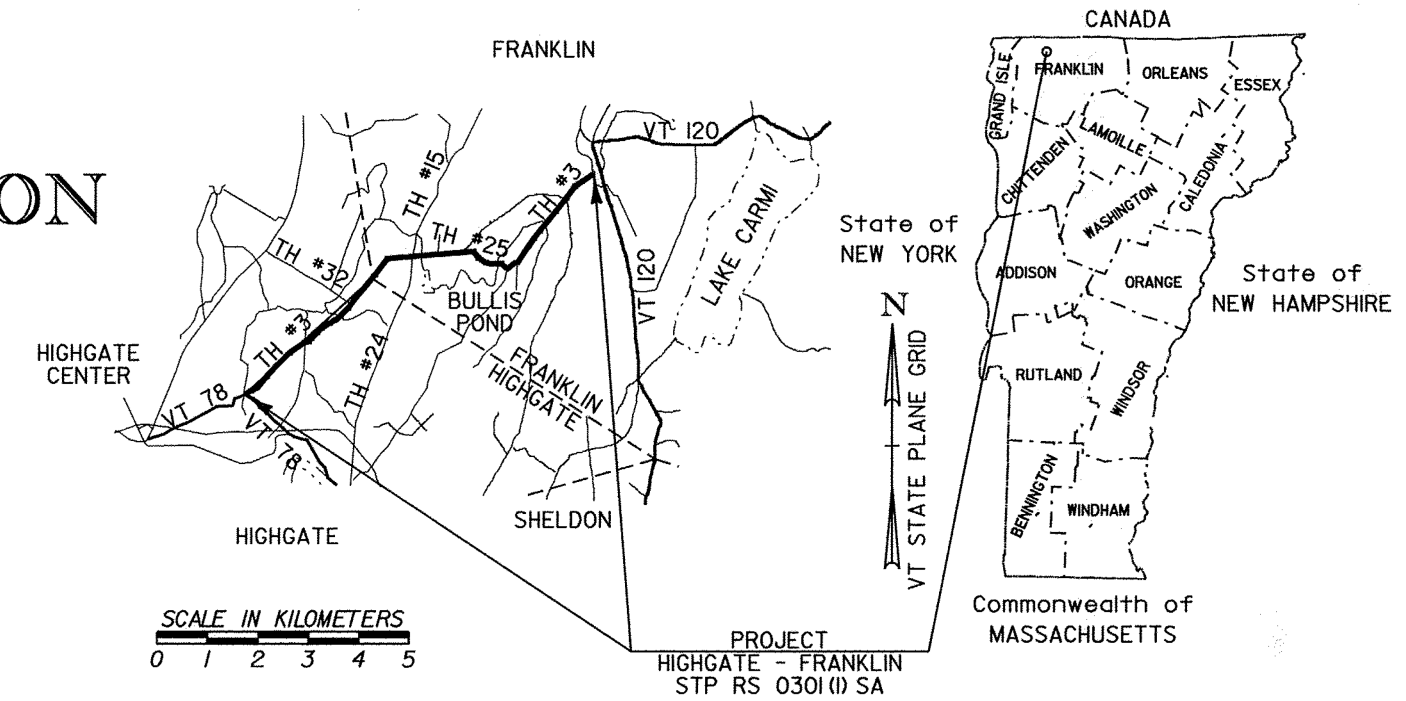 ON
FRANKLIN
VT 120
TH #15
TH #3
LAKE CARMI
TH #25
TH #32
BULLIS
POND
VT 120
HIGHGATE
CENTER
TH #3
TH #24
FRANKLIN
HIGHGATE
VT 78
VT 78
SHELDON
HIGHGATE
SCALE IN KILOMETERS
0 1 2 3 4 5
PROJECT
HIGHGATE - FRANKLIN
STP RS 0301 (1) SA
N
VT STATE PLANE GRID
CANADA
GRAND ISLE
FRANKLIN
ORLEANS
ESSEX
LAMOILLE
CHITTENDEN
CALEDONIA
WASHINGTON
State of
NEW YORK
ADDISON
ORANGE
State of
NEW HAMPSHIRE
RUTLAND
WINDSOR
BENNINGTON
WINDHAM
Commonwealth of
MASSACHUSETTS